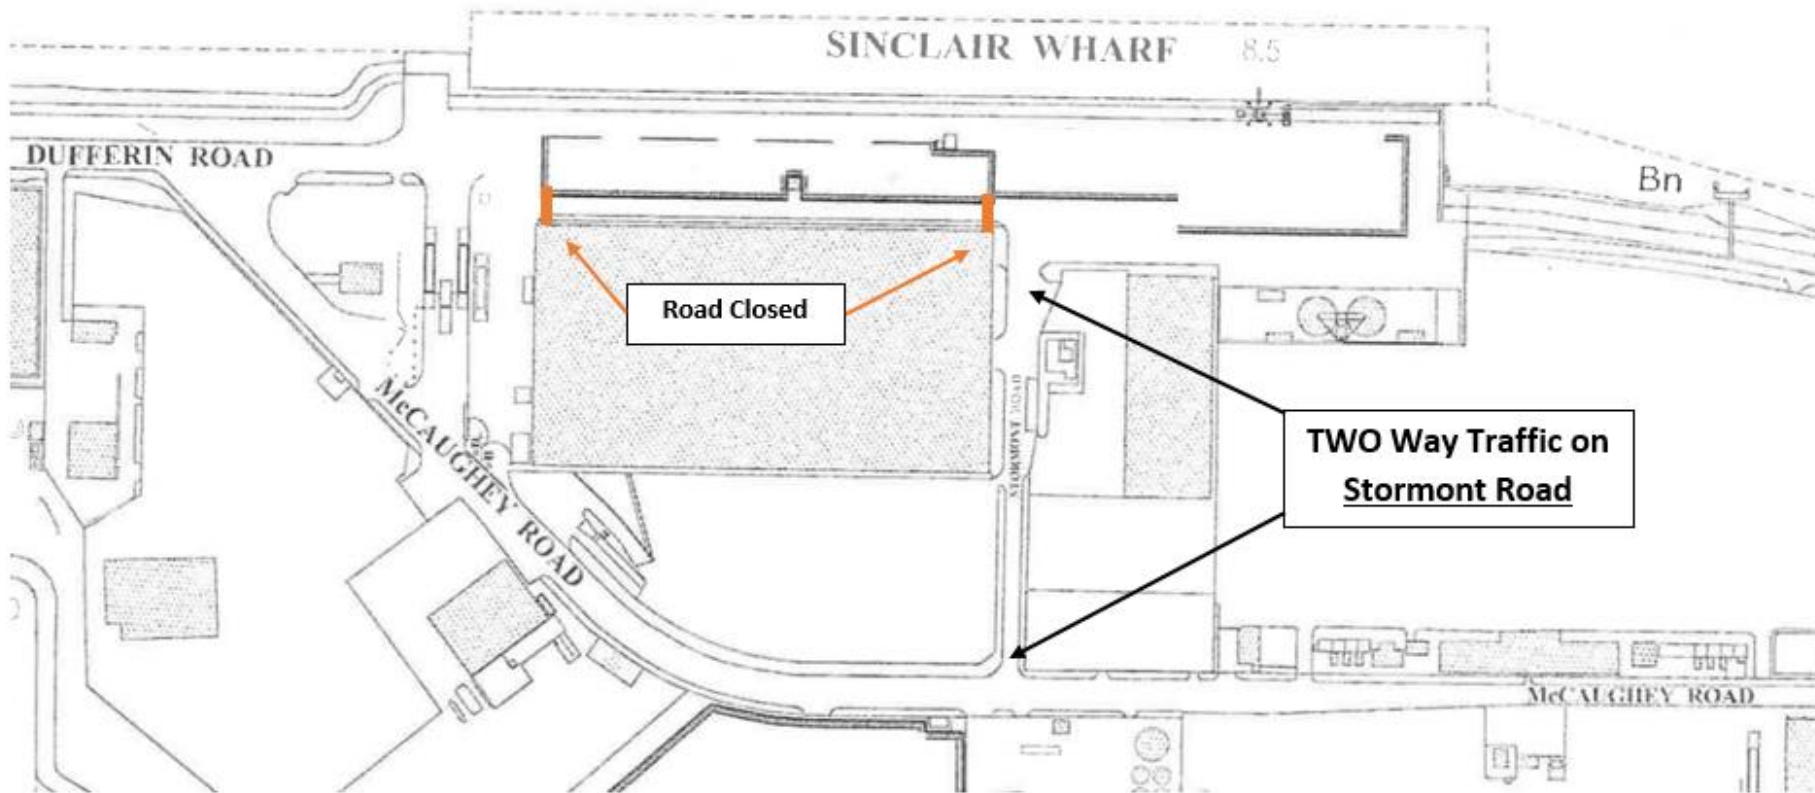 SINCLAIR WHARF 8.5
DUFFERIN ROAD
Bn
Road Closed
McCAUGHEY ROAD
STORMONT ROAD
TWO Way Traffic on
Stormont Road
McCAUGHEY ROAD